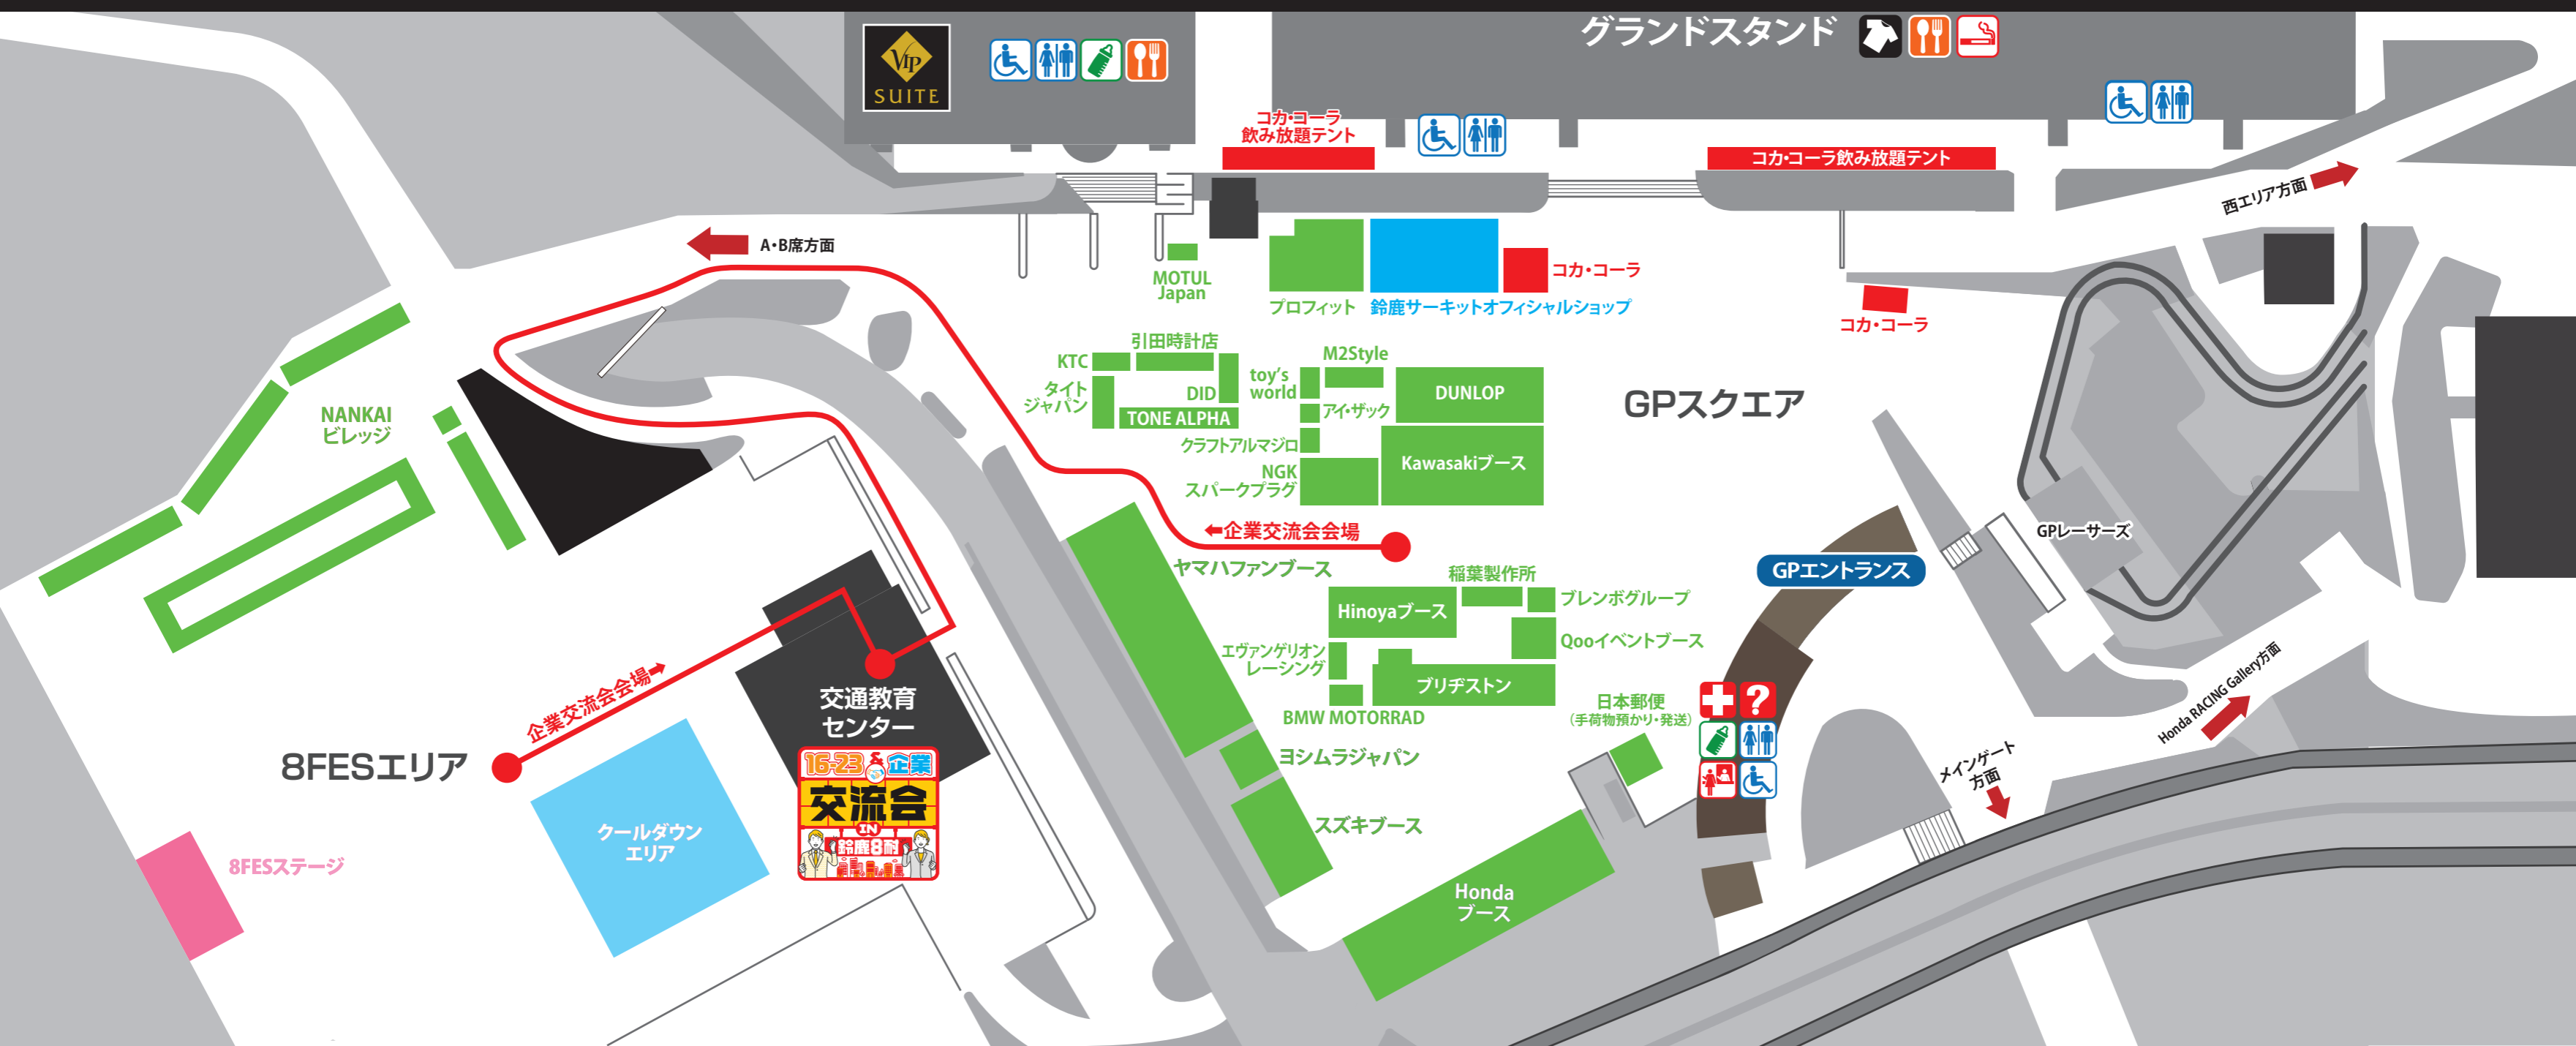 グランドスタンド
VIP
SUITE
コカ・コーラ
飲み放題テント
コカ・コーラ飲み放題テント
西エリア方面
A・B席方面
MOTUL
Japan
プロフィット
鈴鹿サーキットオフィシャルショップ
コカ・コーラ
コカ・コーラ
引田時計店
KTC
タイト
ジャパン
DID
TONE ALPHA
toy's
world
M2Style
アイ・ザック
DUNLOP
クラフトアルマジロ
NGK
スパークプラグ
Kawasakiブース
GPスクエア
NANKAI
ビレッジ
←企業交流会会場
ヤマハファンブース
GPレーサーズ
GPエントランス
稲葉製作所
Hinoyaブース
ブレンボグループ
Qooイベントブース
エヴァンゲリオン
レーシング
ブリヂストン
BMW MOTORRAD
日本郵便
(手荷物預かり・発送)
Honda RACING Gallery方面
メインゲート
方面
企業交流会会場→
交通教育
センター
16-23&企業
交流会
IN
鈴鹿8耐
8FESエリア
クールダウン
エリア
8FESステージ
ヨシムラジャパン
スズキブース
Honda
ブース
?